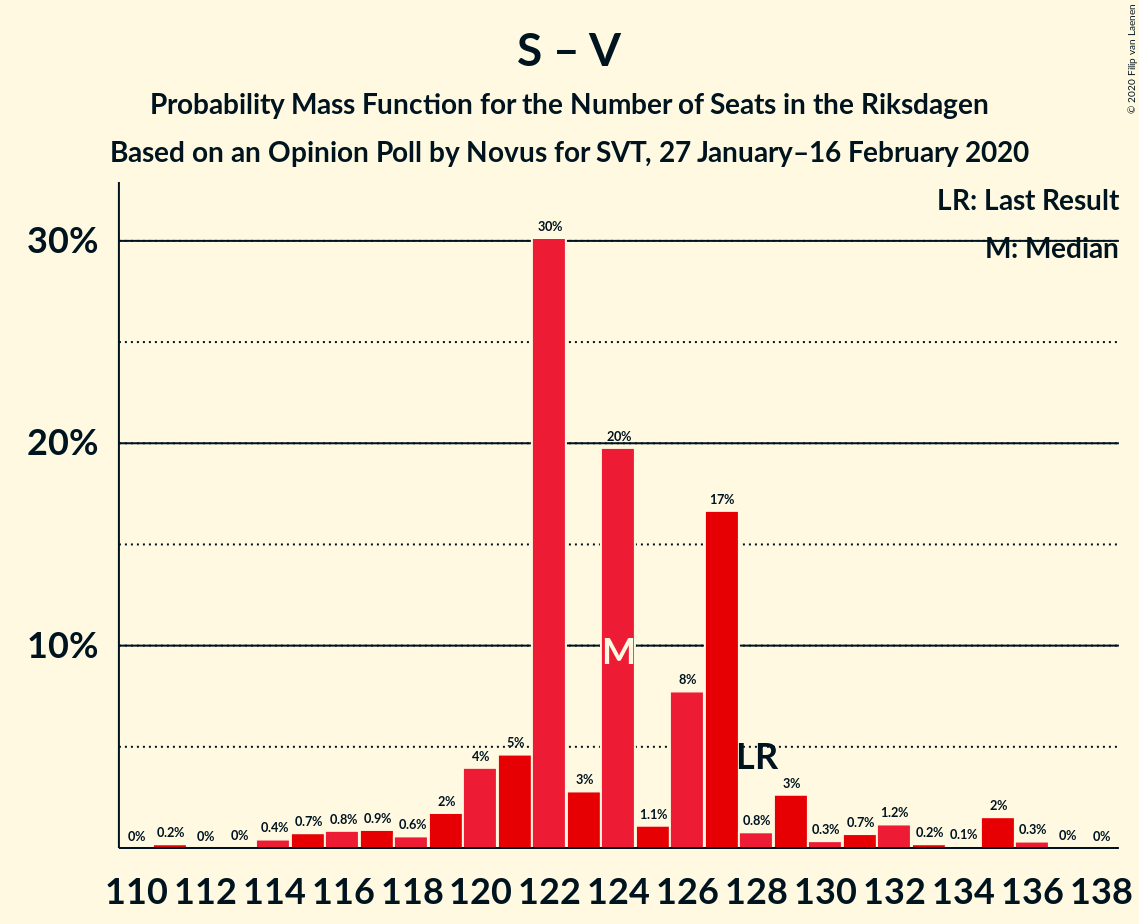 S – V
Probability Mass Function for the Number of Seats in the Riksdagen
Based on an Opinion Poll by Novus for SVT, 27 January–16 February 2020
© 2020 Filip van Laenen
LR: Last Result
M: Median
30%
20%
10%
0% 0.2% 0% 0% 0.4% 0.7% 0.8% 0.9% 0.6% 2% 4% 5% 30% 3% 20% 1.1% 8% 17% 0.8% 3% 0.3% 0.7% 1.2% 0.2% 0.1% 2% 0.3% 0% 0%
M
LR
110 112 114 116 118 120 122 124 126 128 130 132 134 136 138